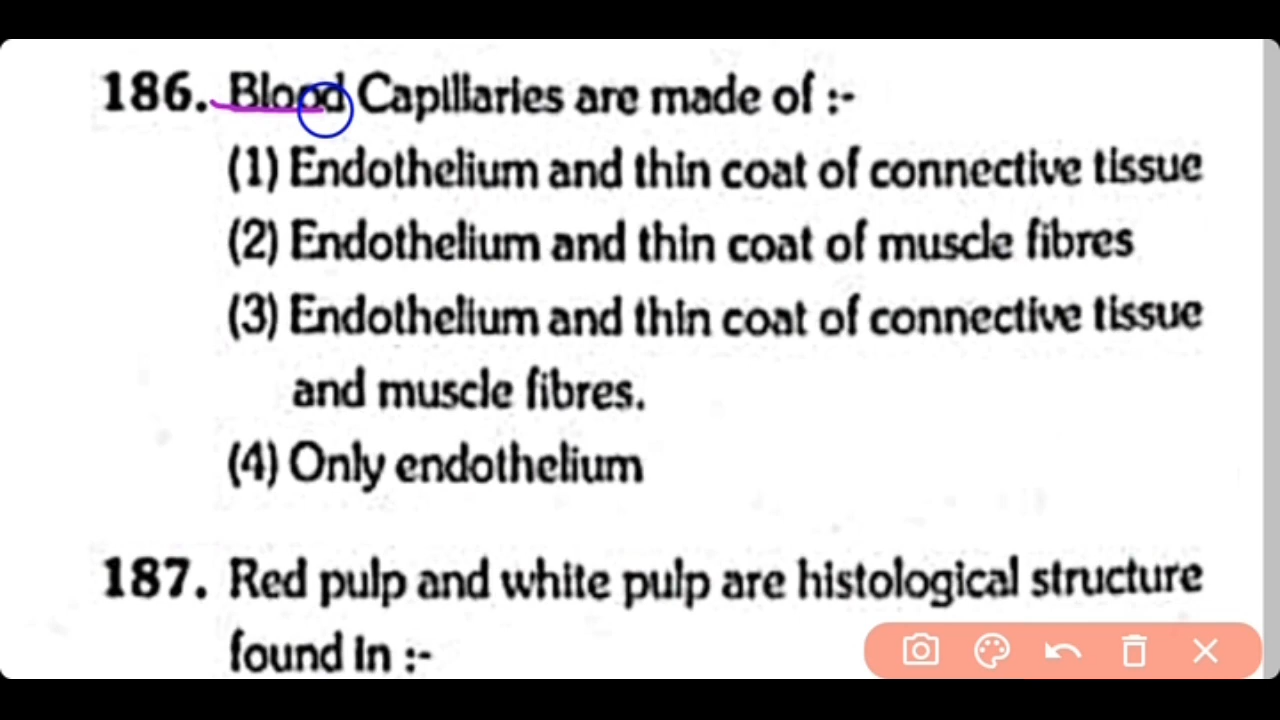 186. Blood Capillaries are made of :-
(1) Endothelium and thin coat of connective tissue
(2) Endothelium and thin coat of muscle fibres
(3) Endothelium and thin coat of connective tissue
and muscle fibres.
(4) Only endothelium
187. Red pulp and white pulp are histological structure
found in :-